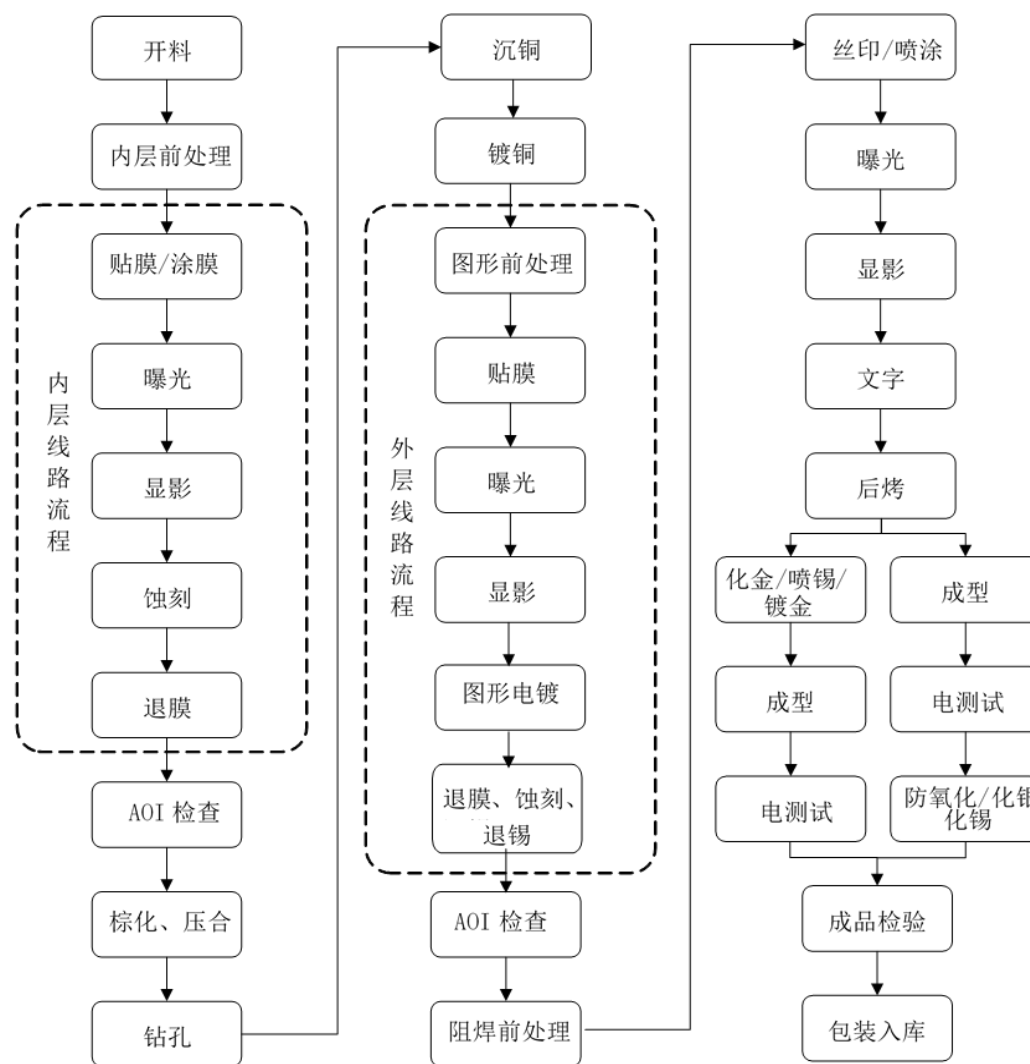 开料
内层前处理
内层线路流程
贴膜/涂膜
曝光
显影
蚀刻
退膜
AOI 检查
棕化、压合
钻孔
沉铜
镀铜
外层线路流程
图形前处理
贴膜
曝光
显影
图形电镀
退膜、蚀刻、
退锡
AOI 检查
阻焊前处理
丝印/喷涂
曝光
显影
文字
后烤
化金/喷锡/
镀金
成型
电测试
成型
电测试
防氧化/化银
化锡
成品检验
包装入库